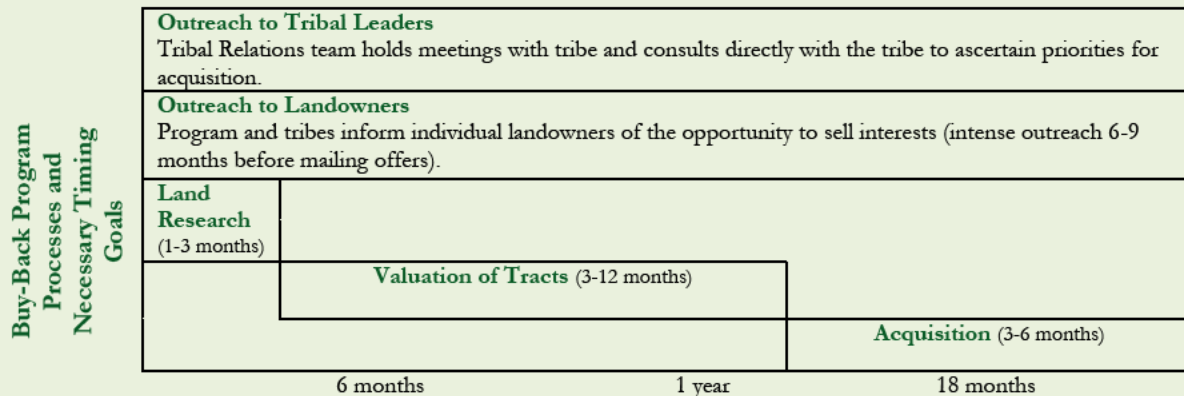 Buy-Back Program
Processes and
Necessary Timing
Goals
Outreach to Tribal Leaders
Tribal Relations team holds meetings with tribe and consults directly with the tribe to ascertain priorities for
acquisition.
Outreach to Landowners
Program and tribes inform individual landowners of the opportunity to sell interests (intense outreach 6-9
months before mailing offers).
Land
Research
(1-3 months)
Valuation of Tracts (3-12 months)
Acquisition (3-6 months)
6 months 1 year 18 months